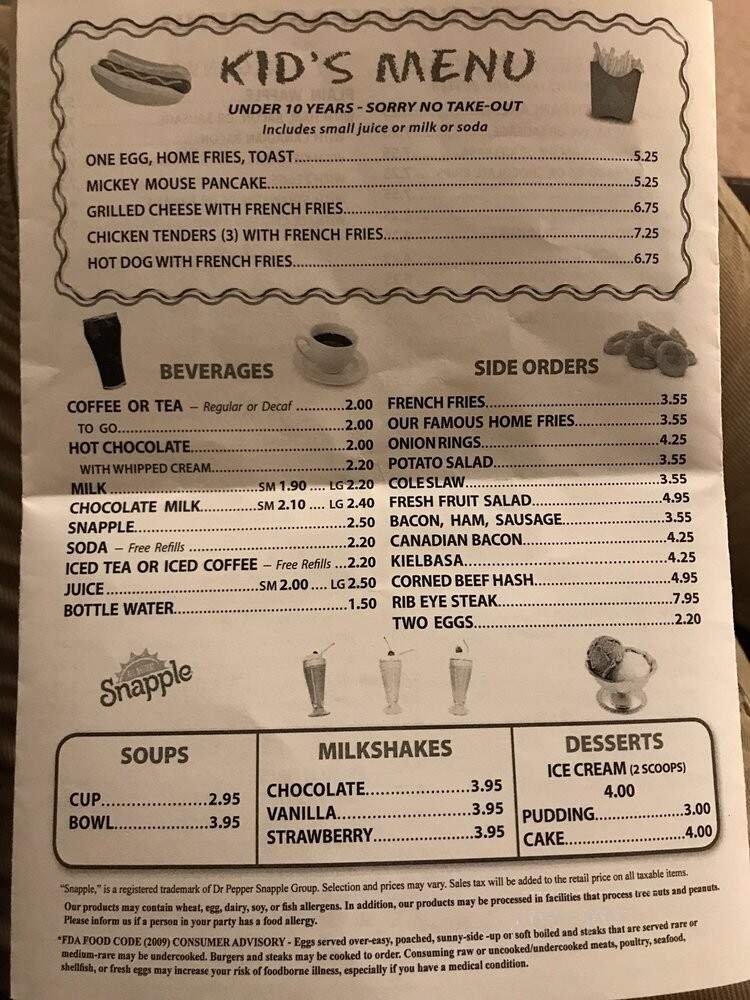 KID'S MENU
UNDER 10 YEARS - SORRY NO TAKE-OUT
Includes small juice or milk or soda
ONE EGG, HOME FRIES, TOAST.....5.25
MICKEY MOUSE PANCAKE.....5.25
GRILLED CHEESE WITH FRENCH FRIES.....6.75
CHICKEN TENDERS (3) WITH FRENCH FRIES.....7.25
HOT DOG WITH FRENCH FRIES.....6.75
BEVERAGES
COFFEE OR TEA – Regular or Decaf .....2.00
TO GO.....2.00
HOT CHOCOLATE.....2.00
WITH WHIPPED CREAM.....2.20
MILK .....SM 1.90 .... LG 2.20
CHOCOLATE MILK.....SM 2.10 .... LG 2.40
SNAPPLE.....2.50
SODA – Free Refills .....2.20
ICED TEA OR ICED COFFEE – Free Refills ...2.20
JUICE .....SM 2.00 .... LG 2.50
BOTTLE WATER.....1.50
SIDE ORDERS
FRENCH FRIES.....3.55
OUR FAMOUS HOME FRIES.....3.55
ONION RINGS.....4.25
POTATO SALAD.....3.55
COLE SLAW.....3.55
FRESH FRUIT SALAD.....4.95
BACON, HAM, SAUSAGE.....3.55
CANADIAN BACON.....4.25
KIELBASA.....4.25
CORNED BEEF HASH.....4.95
RIB EYE STEAK.....7.95
TWO EGGS.....2.20
Snapple
SOUPS
CUP.....2.95
BOWL.....3.95
MILKSHAKES
CHOCOLATE.....3.95
VANILLA.....3.95
STRAWBERRY.....3.95
DESSERTS
ICE CREAM (2 SCOOPS)
4.00
PUDDING.....3.00
CAKE.....4.00
"Snapple," is a registered trademark of Dr Pepper Snapple Group. Selection and prices may vary. Sales tax will be added to the retail price on all taxable items.
Our products may contain wheat, egg, dairy, soy, or fish allergens. In addition, our products may be processed in facilities that process tree nuts and peanuts.
Please inform us if a person in your party has a food allergy.
*FDA FOOD CODE (2009) CONSUMER ADVISORY - Eggs served over-easy, poached, sunny-side -up or soft boiled and steaks that are served rare or
medium-rare may be undercooked. Burgers and steaks may be cooked to order. Consuming raw or uncooked/undercooked meats, poultry, seafood,
shellfish, or fresh eggs may increase your risk of foodborne illness, especially if you have a medical condition.